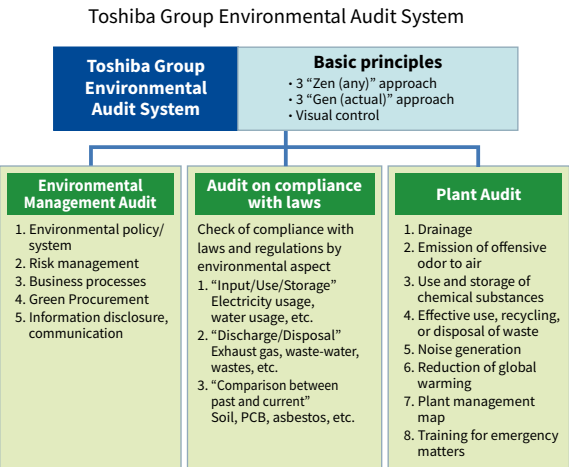 Toshiba Group Environmental Audit System
Toshiba Group
Environmental
Audit System
Basic principles
・3 “Zen (any)” approach
・3 “Gen (actual)” approach
・Visual control
Environmental
Management Audit
1. Environmental policy/
system
2. Risk management
3. Business processes
4. Green Procurement
5. Information disclosure,
communication
Audit on compliance
with laws
Check of compliance with
laws and regulations by
environmental aspect
1. “Input/Use/Storage”
Electricity usage,
water usage, etc.
2. “Discharge/Disposal”
Exhaust gas, waste-water,
wastes, etc.
3. “Comparison between
past and current”
Soil, PCB, asbestos, etc.
Plant Audit
1. Drainage
2. Emission of offensive
odor to air
3. Use and storage of
chemical substances
4. Effective use, recycling,
or disposal of waste
5. Noise generation
6. Reduction of global
warming
7. Plant management
map
8. Training for emergency
matters